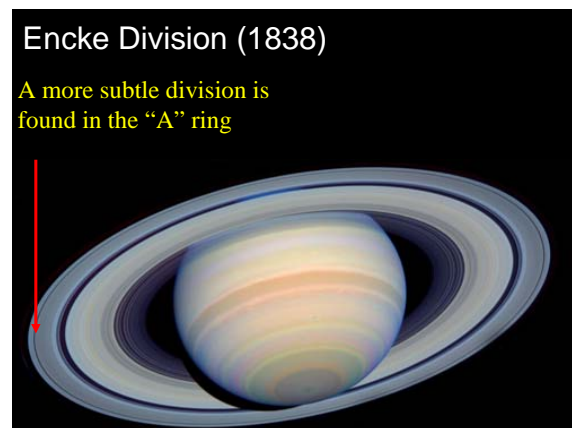 Encke Division (1838)
A more subtle division is
found in the “A” ring